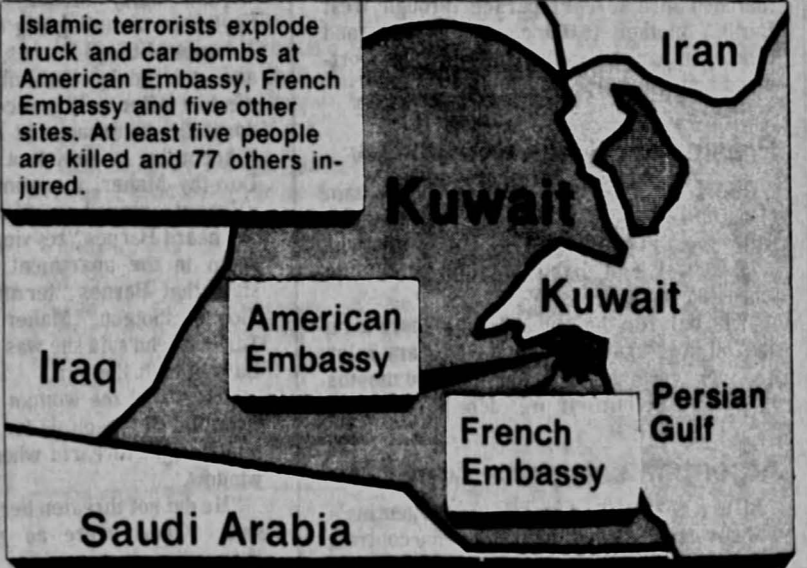 Islamic terrorists explode
truck and car bombs at
American Embassy, French
Embassy and five other
sites. At least five people
are killed and 77 others in-
jured.
Iran
Kuwait
Kuwait
American
Embassy
Iraq
Persian
Gulf
French
Embassy
Saudi Arabia